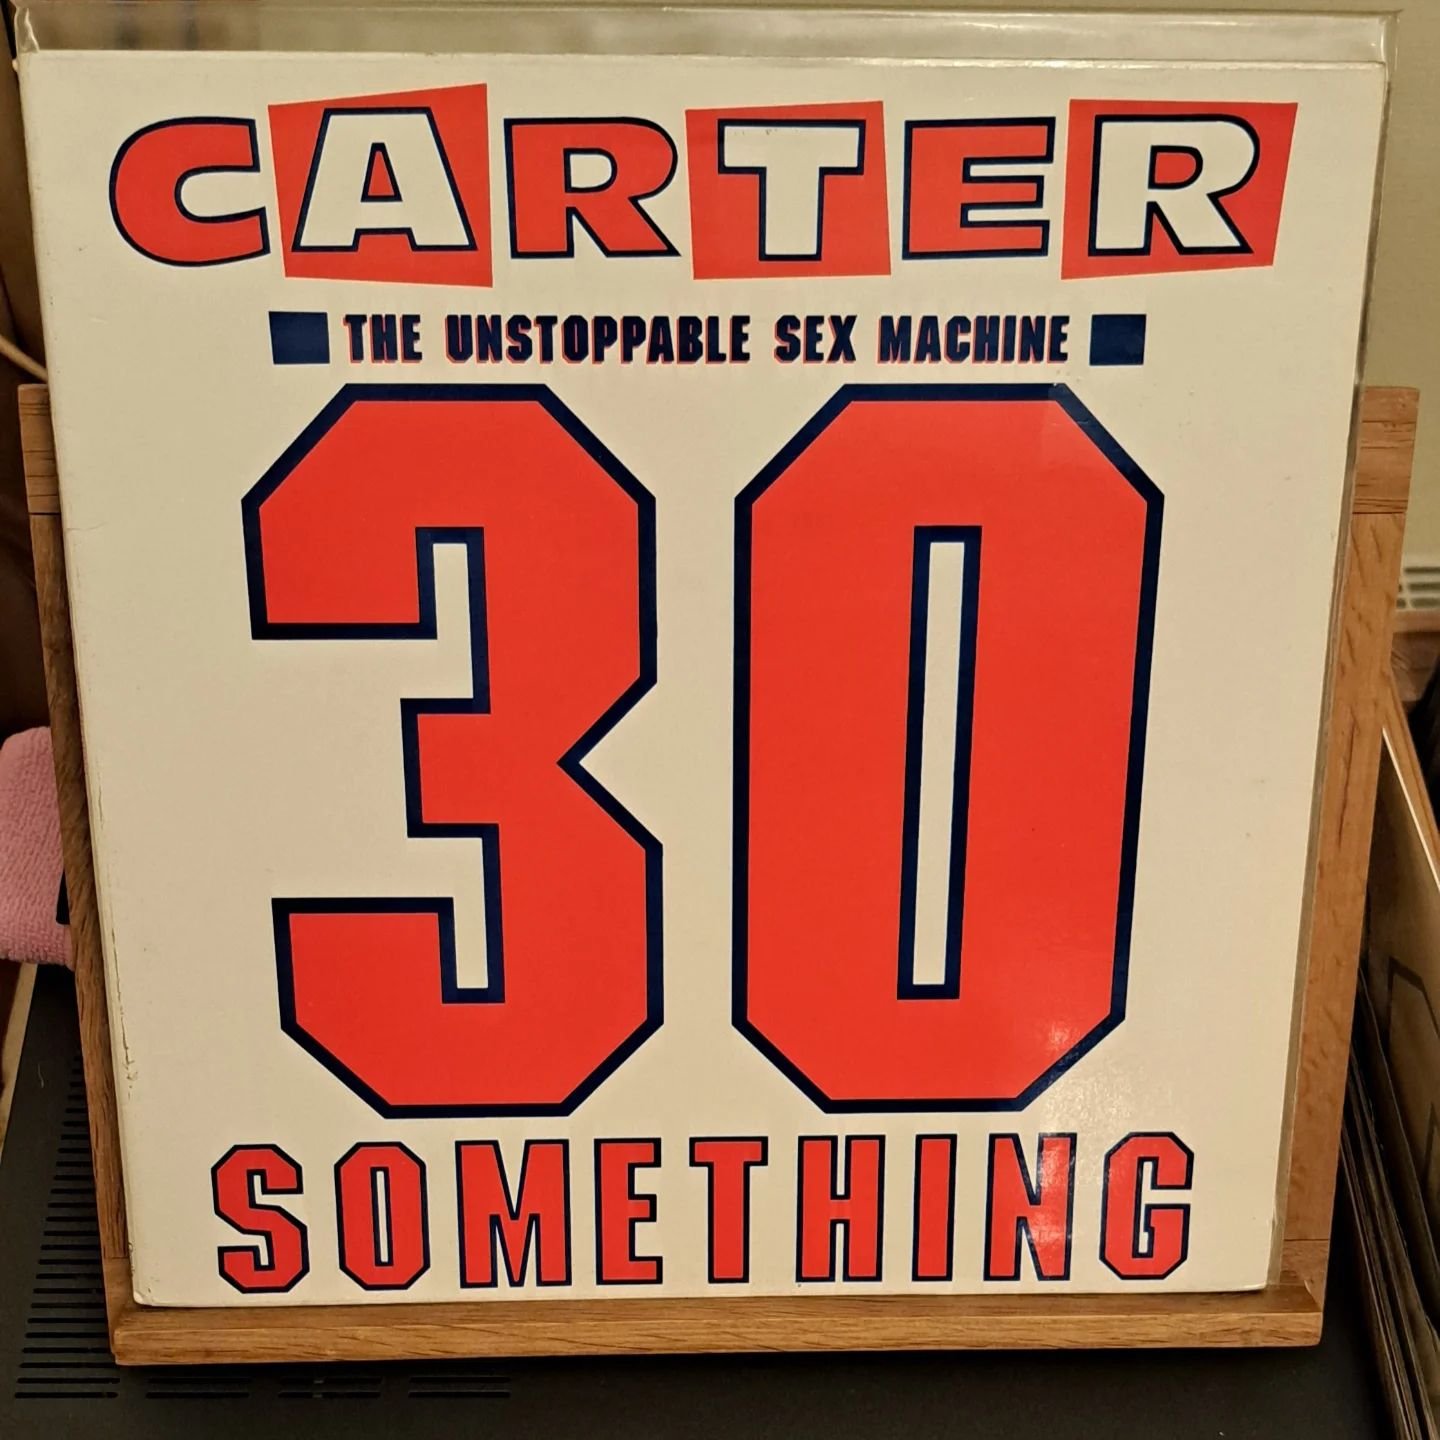 CARTER
THE UNSTOPPABLE SEX MACHINE
30
SOMETHING